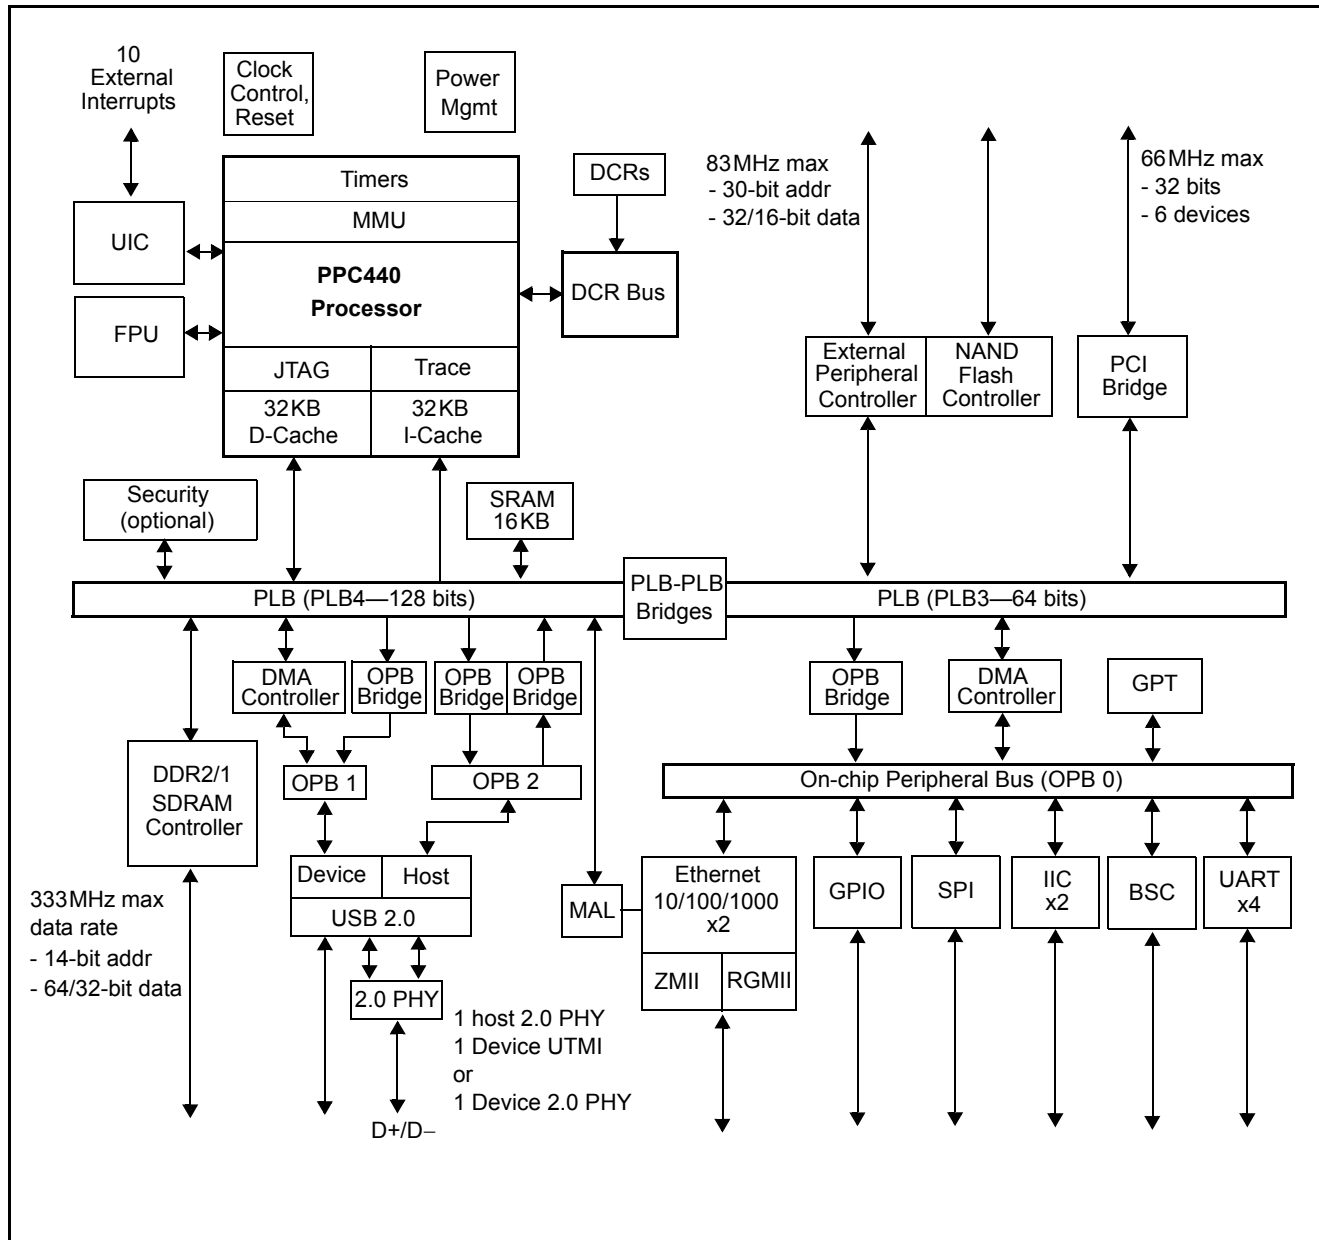 10
External
Interrupts
Clock
Control,
Reset
Power
Mgmt
Timers
MMU
PPC440
Processor
JTAG
Trace
32KB
D-Cache
32KB
I-Cache
UIC
FPU
DCRs
DCR Bus
83MHz max
- 30-bit addr
- 32/16-bit data
66MHz max
- 32 bits
- 6 devices
External
Peripheral
Controller
NAND
Flash
Controller
PCI
Bridge
Security
(optional)
SRAM
16KB
PLB (PLB4—128 bits)
PLB-PLB
Bridges
PLB (PLB3—64 bits)
DMA
Controller
OPB
Bridge
OPB
Bridge
OPB
Bridge
OPB
Bridge
DMA
Controller
GPT
DDR2/1
SDRAM
Controller
OPB 1
OPB 2
On-chip Peripheral Bus (OPB 0)
Device
Host
USB 2.0
MAL
Ethernet
10/100/1000
x2
ZMII
RGMII
GPIO
SPI
IIC
x2
BSC
UART
x4
333MHz max
data rate
- 14-bit addr
- 64/32-bit data
2.0 PHY
1 host 2.0 PHY
1 Device UTMI
or
1 Device 2.0 PHY
D+/D–